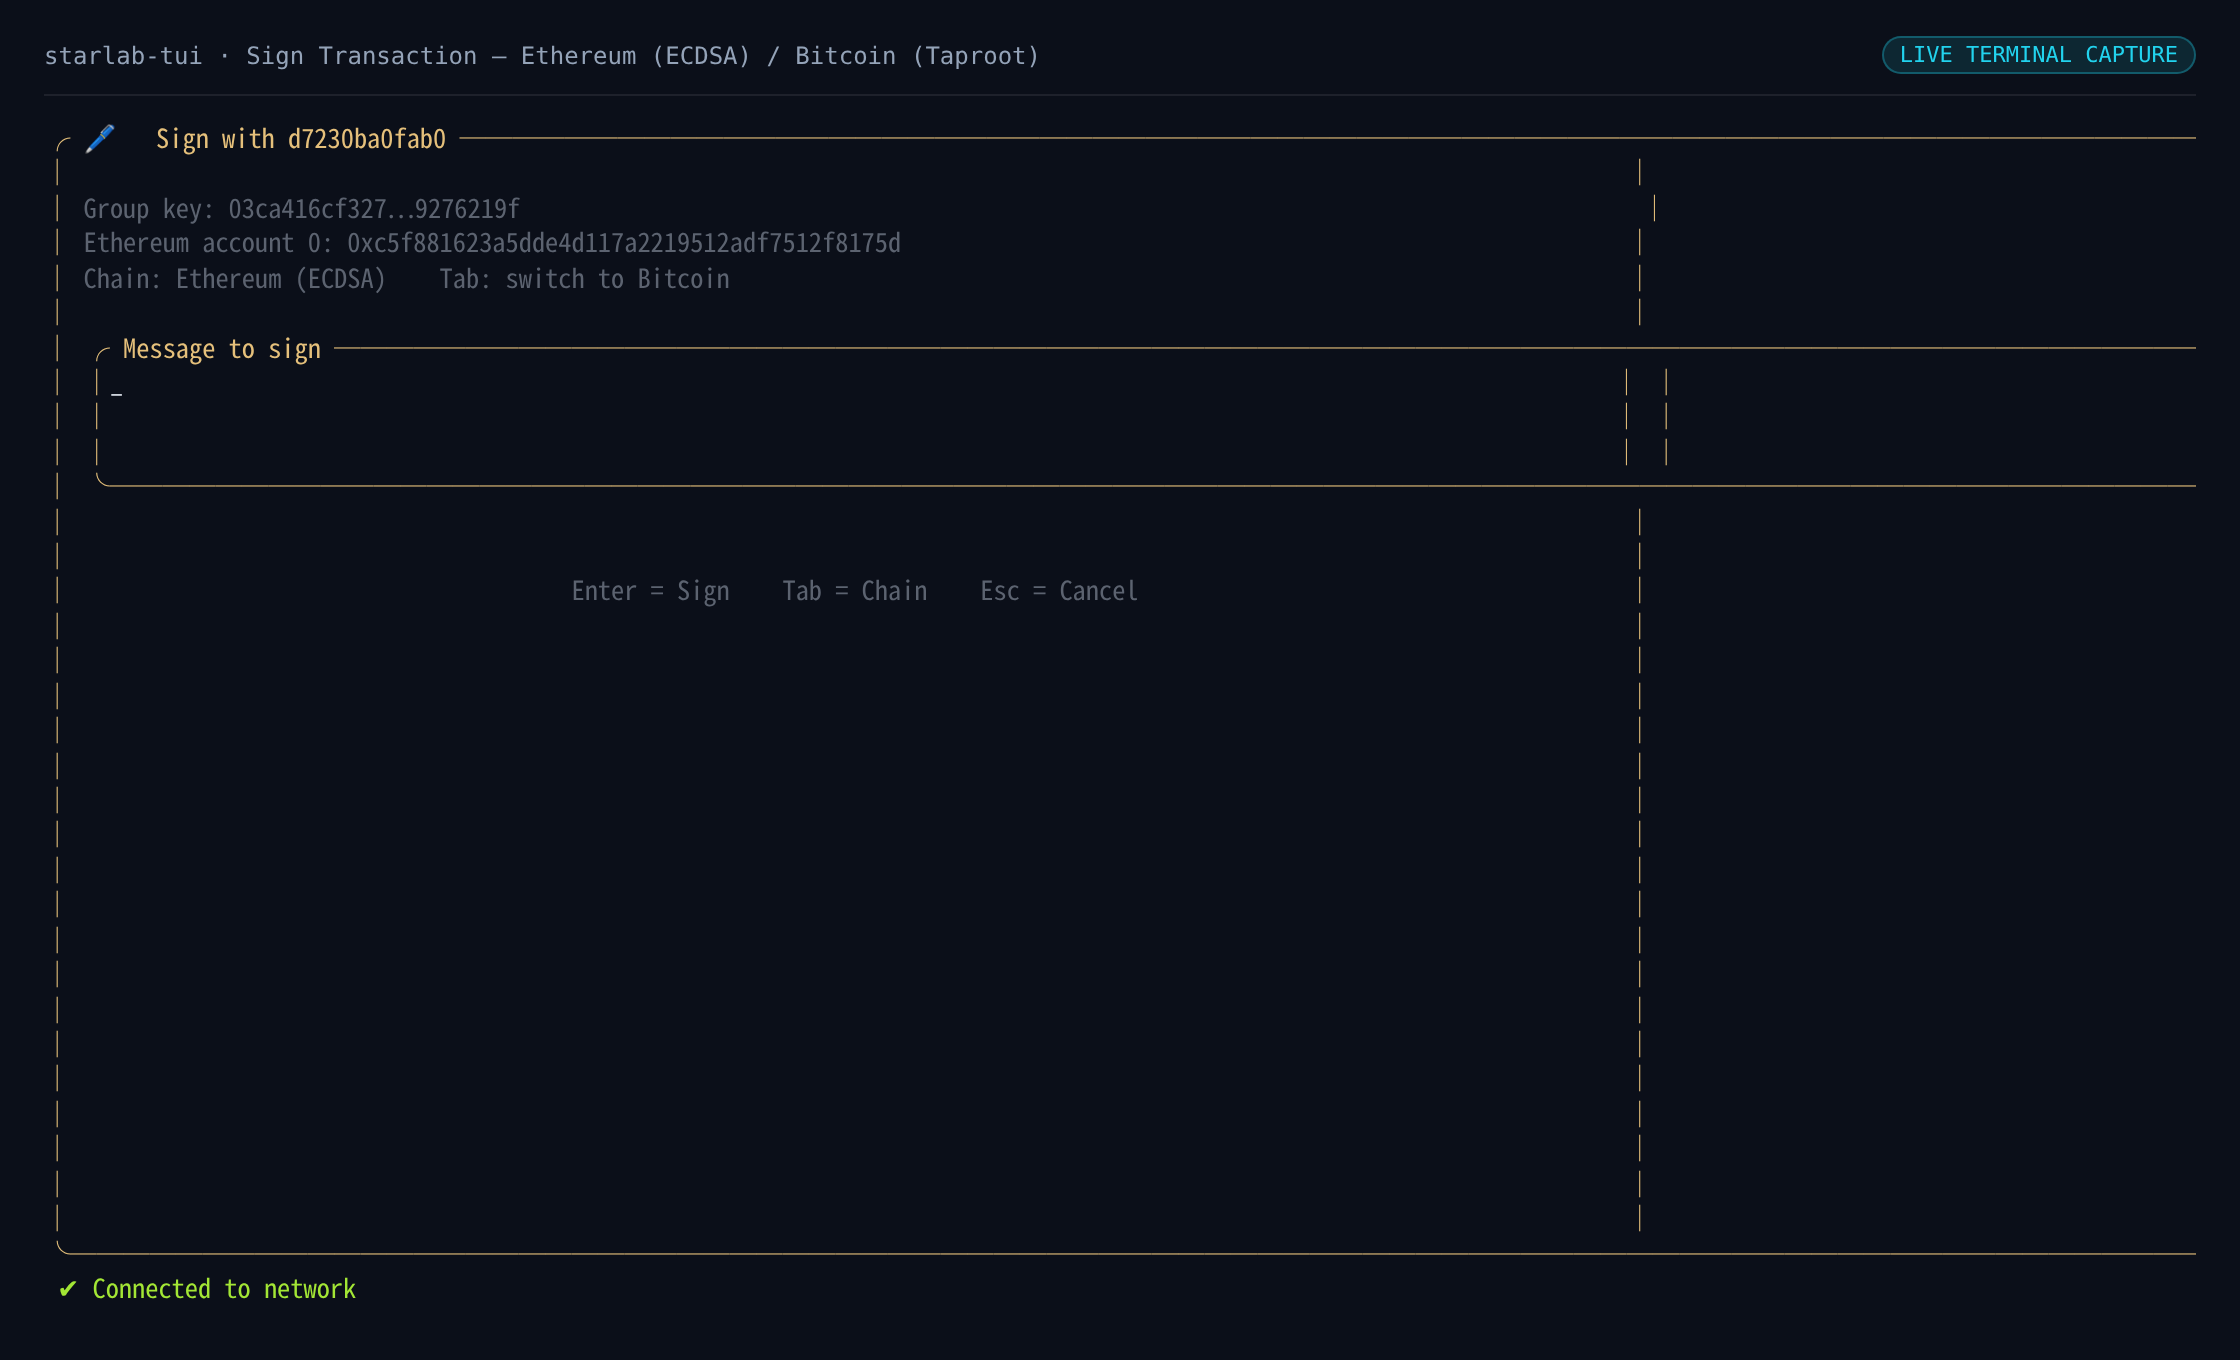 starlab-tui · Sign Transaction — Ethereum (ECDSA) / Bitcoin (Taproot)
LIVE TERMINAL CAPTURE
Sign with d7230ba0fab0
Group key: 03ca416cf327...9276219f
Ethereum account 0: 0xc5f881623a5dde4d117a2219512adf7512f8175d
Chain: Ethereum (ECDSA)    Tab: switch to Bitcoin
Message to sign
_
Enter = Sign    Tab = Chain    Esc = Cancel
✔ Connected to network